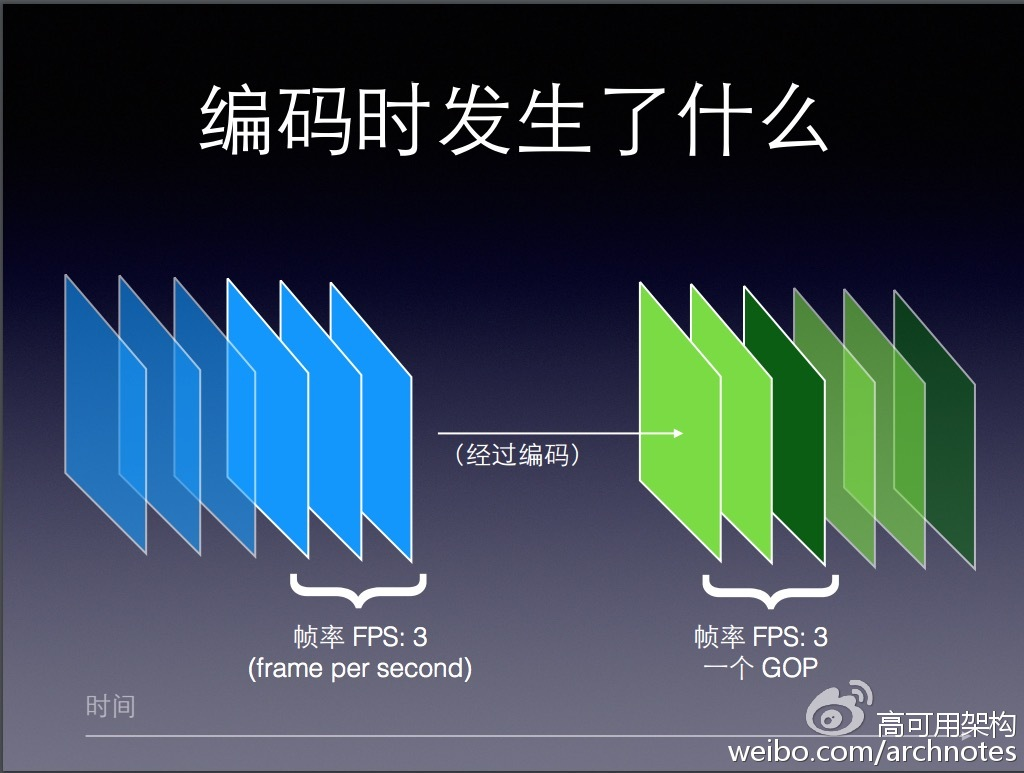 编码时发生了什么
（经过编码）
帧率 FPS: 3
(frame per second)
帧率 FPS: 3
一个 GOP
时间
高可用架构
weibo.com/archnotes